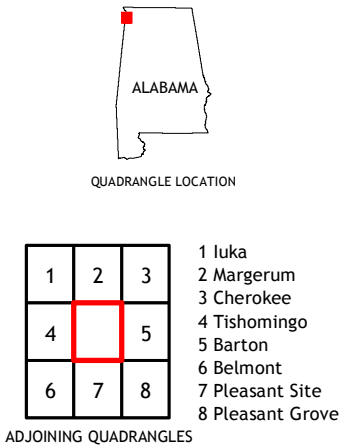 ALABAMA
QUADRANGLE LOCATION
1 2 3
4 5
6 7 8
1 Iuka
2 Margerum
3 Cherokee
4 Tishomingo
5 Barton
6 Belmont
7 Pleasant Site
8 Pleasant Grove
ADJOINING QUADRANGLES